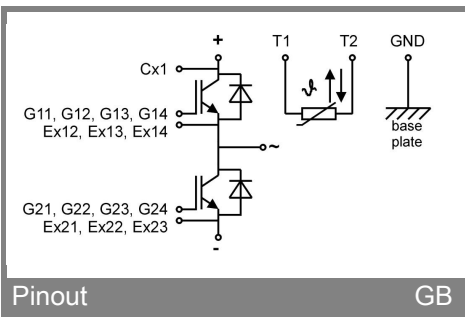 + T1 T2 GND
Cx1
ϑ
G11, G12, G13, G14
Ex12, Ex13, Ex14
base
plate
~
G21, G22, G23, G24
Ex21, Ex22, Ex23
-
Pinout GB